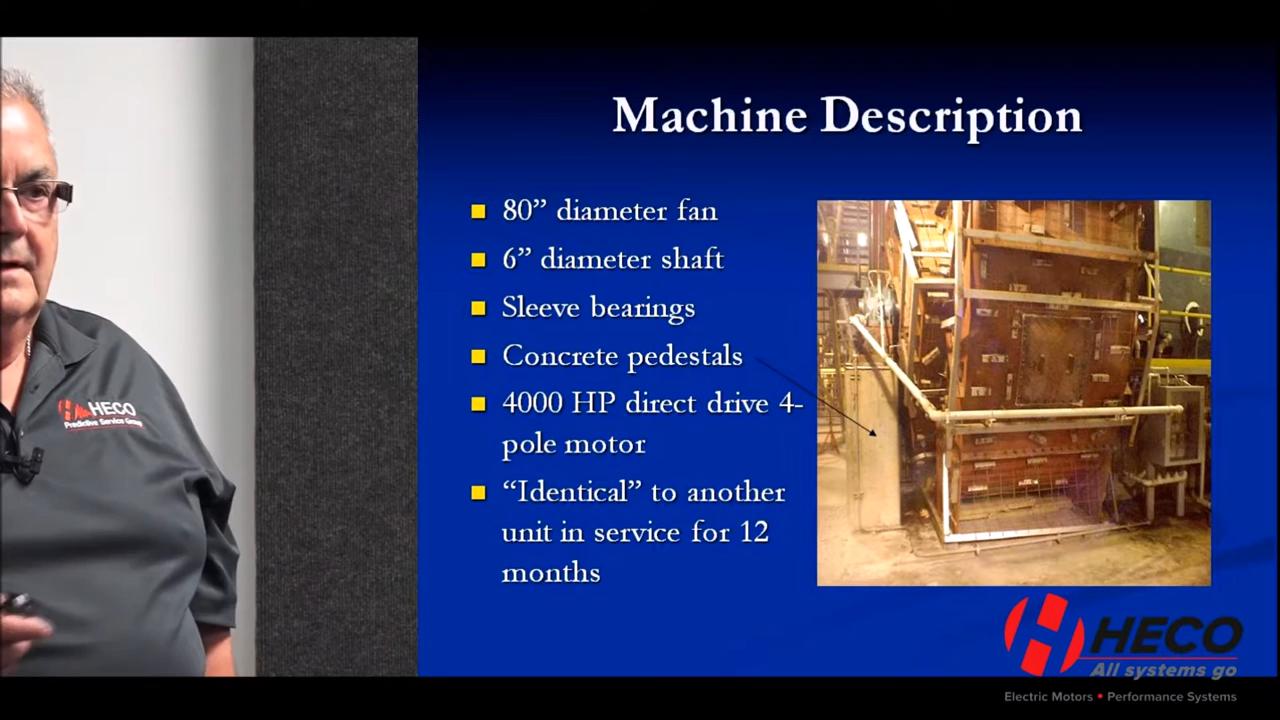 Machine Description
80” diameter fan
6” diameter shaft
Sleeve bearings
Concrete pedestals
4000 HP direct drive 4-
pole motor
“Identical” to another
unit in service for 12
months
HECO
Predictive Service Group
HECO
All systems go
Electric Motors • Performance Systems